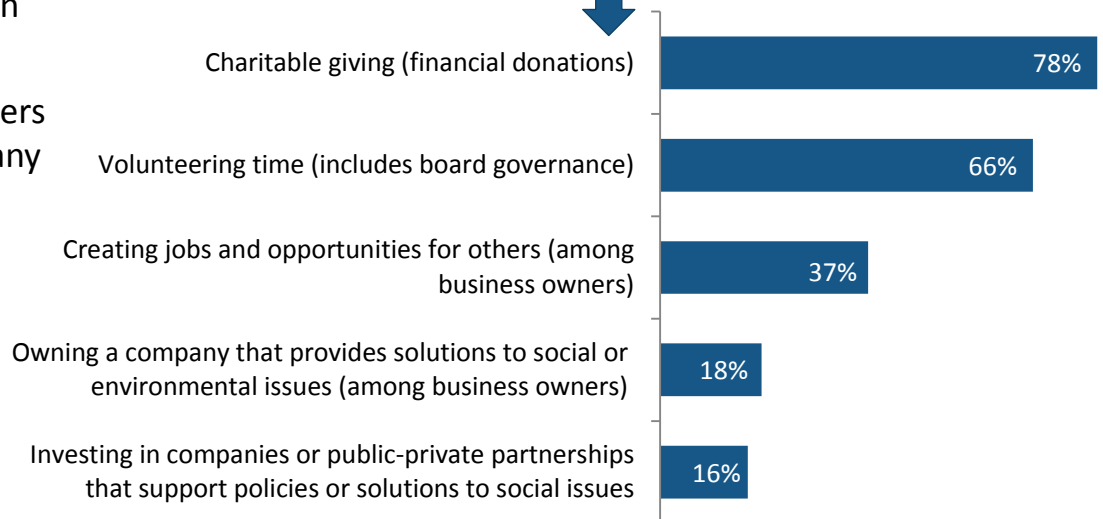 Charitable giving (financial donations)
78%
Volunteering time (includes board governance)
66%
Creating jobs and opportunities for others (among
business owners)
37%
Owning a company that provides solutions to social or
environmental issues (among business owners)
18%
Investing in companies or public-private partnerships
that support policies or solutions to social issues
16%